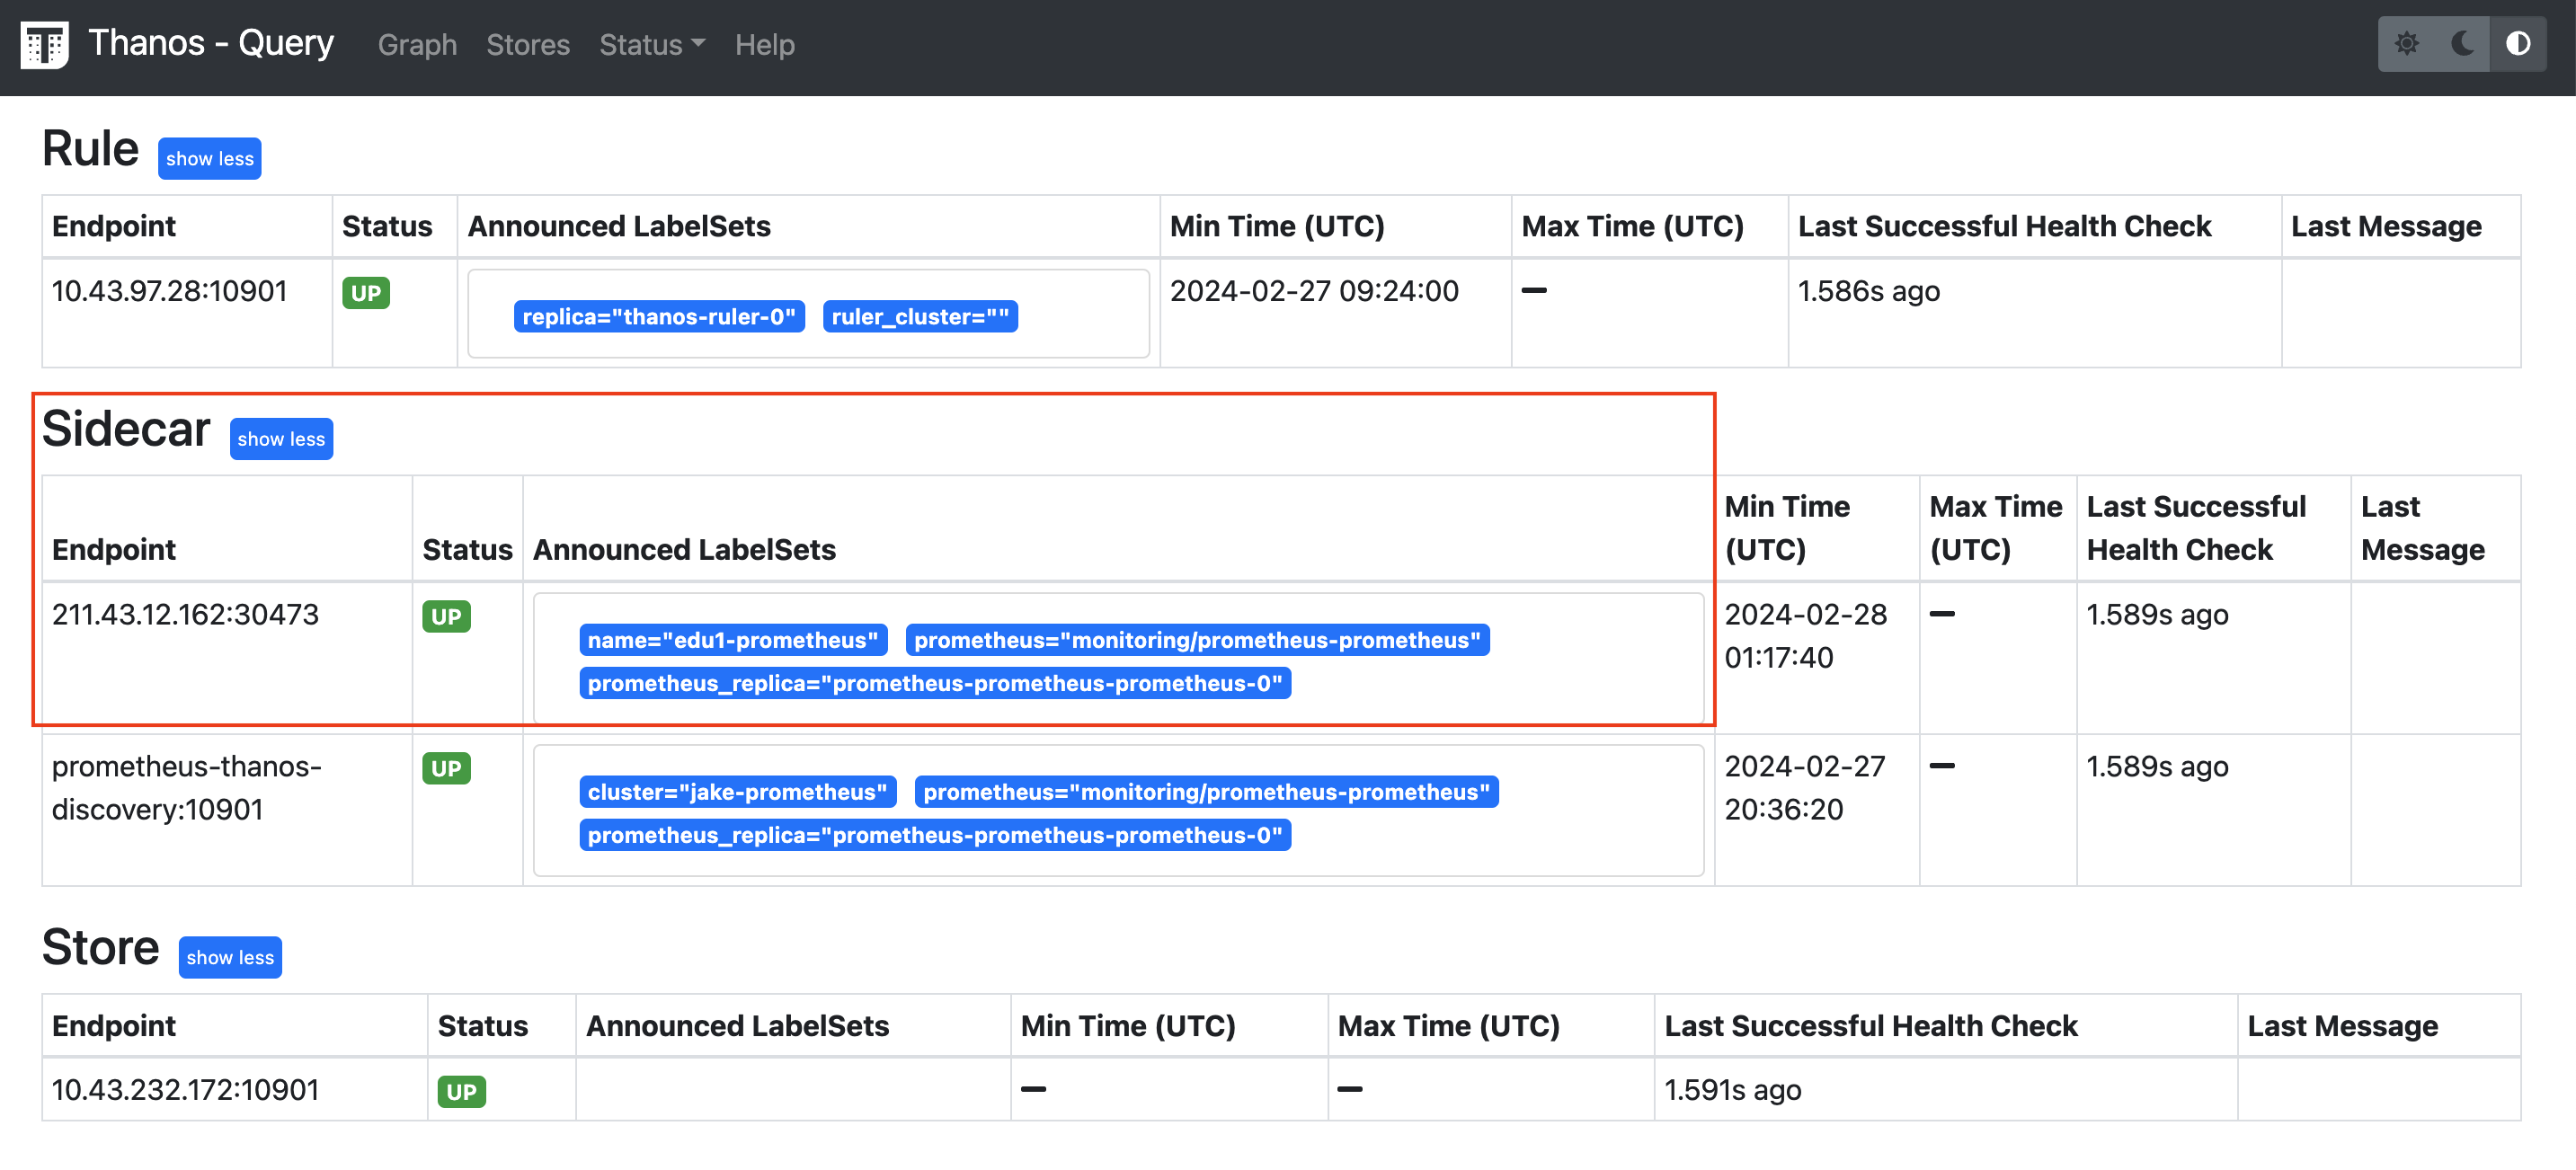 Thanos - Query Graph Stores Status Help
Rule show less
Endpoint Status Announced LabelSets Min Time (UTC) Max Time (UTC) Last Successful Health Check Last Message
10.43.97.28:10901 UP replica="thanos-ruler-0" ruler_cluster="" 2024-02-27 09:24:00 — 1.586s ago
Sidecar show less
Endpoint Status Announced LabelSets Min Time (UTC) Max Time (UTC) Last Successful Health Check Last Message
211.43.12.162:30473 UP name="edu1-prometheus" prometheus="monitoring/prometheus-prometheus" 2024-02-28 — 1.589s ago
prometheus_replica="prometheus-prometheus-prometheus-0" 01:17:40
prometheus-thanos- UP cluster="jake-prometheus" prometheus="monitoring/prometheus-prometheus" 2024-02-27 — 1.589s ago
discovery:10901 prometheus_replica="prometheus-prometheus-prometheus-0" 20:36:20
Store show less
Endpoint Status Announced LabelSets Min Time (UTC) Max Time (UTC) Last Successful Health Check Last Message
10.43.232.172:10901 UP — — 1.591s ago